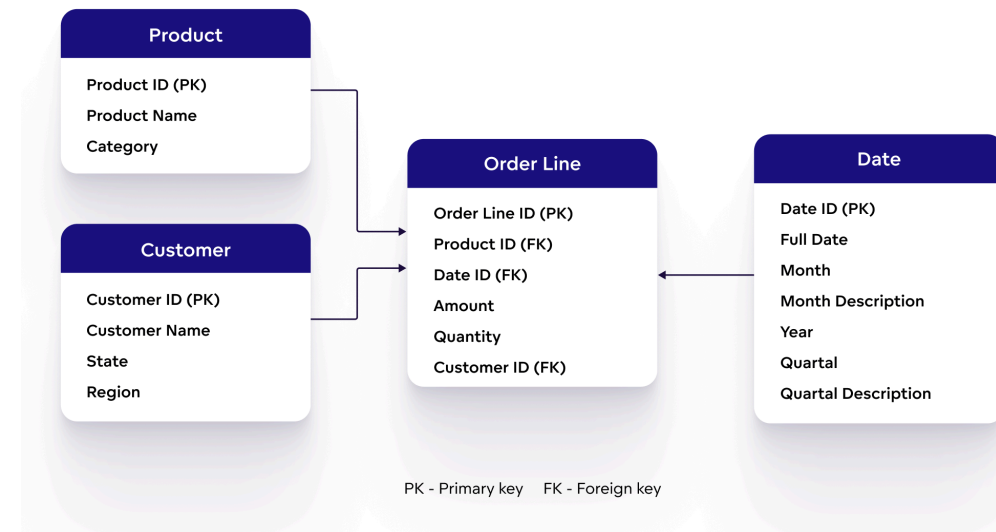 Product
Product ID (PK)
Product Name
Category
Customer
Customer ID (PK)
Customer Name
State
Region
Order Line
Order Line ID (PK)
Product ID (FK)
Date ID (FK)
Amount
Quantity
Customer ID (FK)
Date
Date ID (PK)
Full Date
Month
Month Description
Year
Quartal
Quartal Description
PK - Primary key FK - Foreign key